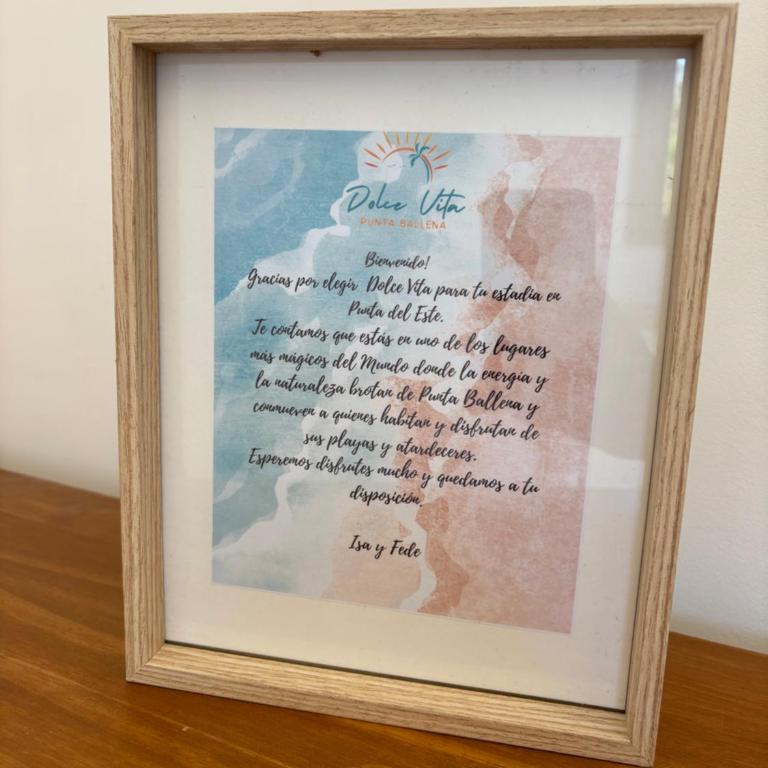 Dolce Vita
PUNTA BALLENA
Bienvenido!
Gracias por elegir Dolce Vita para tu estadía en
Punta del Este.
Te contamos que estás en uno de los lugares
más mágicos del Mundo donde la energía y
la naturaleza brotan de Punta Ballena y
conmueven a quienes habitan y disfrutan de
sus playas y atardeceres.
Esperemos disfrutes mucho y quedamos a tu
disposición.
Isa y Fede